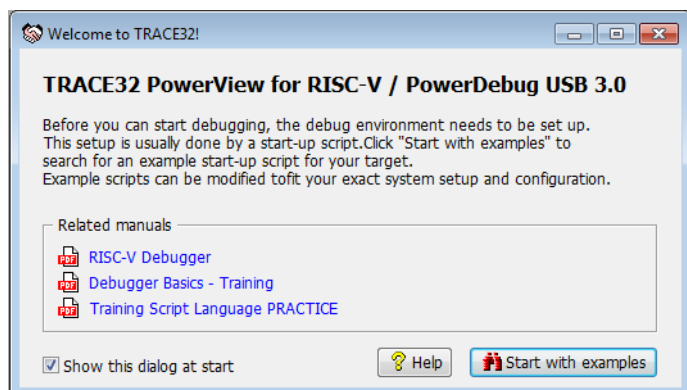 Welcome to TRACE32!
TRACE32 PowerView for RISC-V / PowerDebug USB 3.0
Before you can start debugging, the debug environment needs to be set up.
This setup is usually done by a start-up script.Click "Start with examples" to
search for an example start-up script for your target.
Example scripts can be modified tofit your exact system setup and configuration.
Related manuals
PDF RISC-V Debugger
PDF Debugger Basics - Training
PDF Training Script Language PRACTICE
Show this dialog at start
? Help
Start with examples